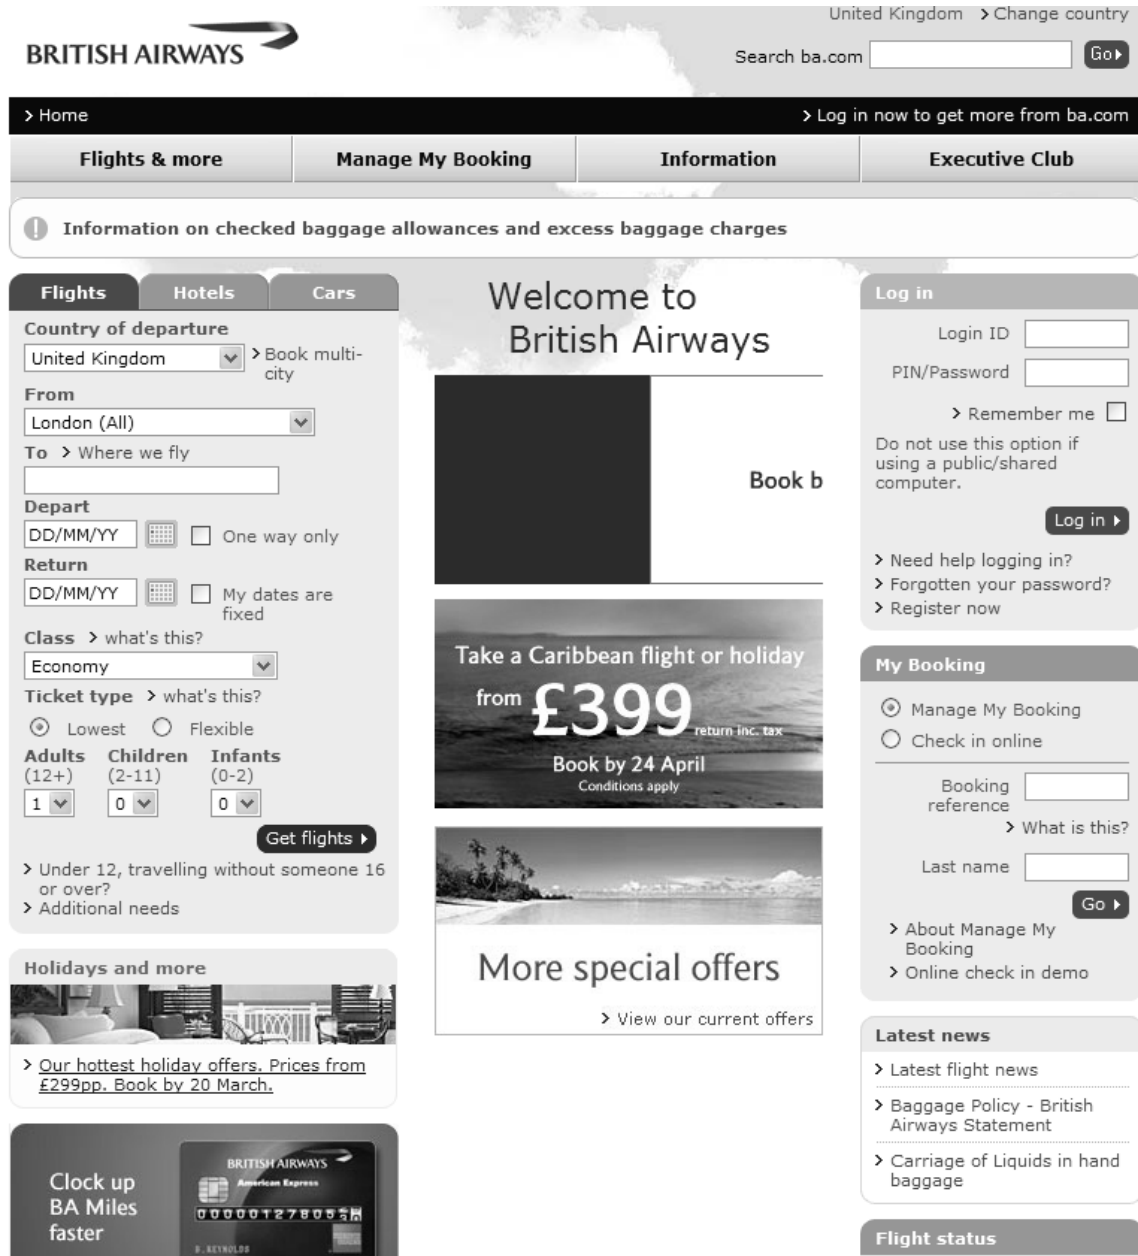 United Kingdom > Change country
BRITISH AIRWAYS
Search ba.com Go
> Home
> Log in now to get more from ba.com
Flights & more
Manage My Booking
Information
Executive Club
Information on checked baggage allowances and excess baggage charges
Flights
Hotels
Cars
Country of departure
United Kingdom
> Book multi-
city
From
London (All)
To > Where we fly
Depart
DD/MM/YY
One way only
Return
DD/MM/YY
My dates are
fixed
Class > what's this?
Economy
Ticket type > what's this?
Lowest
Flexible
Adults Children Infants
(12+) (2-11) (0-2)
1 0 0
Get flights
> Under 12, travelling without someone 16
or over?
> Additional needs
Holidays and more
> Our hottest holiday offers. Prices from
£299pp. Book by 20 March.
Clock up
BA Miles
faster
BRITISH AIRWAYS
American Express
D. REYNOLDS
Welcome to
British Airways
Book b
Take a Caribbean flight or holiday
from £399 return inc. tax
Book by 24 April
Conditions apply
More special offers
> View our current offers
Log in
Login ID
PIN/Password
> Remember me
Do not use this option if
using a public/shared
computer.
Log in
> Need help logging in?
> Forgotten your password?
> Register now
My Booking
Manage My Booking
Check in online
Booking
reference
> What is this?
Last name
Go
> About Manage My
Booking
> Online check in demo
Latest news
> Latest flight news
> Baggage Policy - British
Airways Statement
> Carriage of Liquids in hand
baggage
Flight status